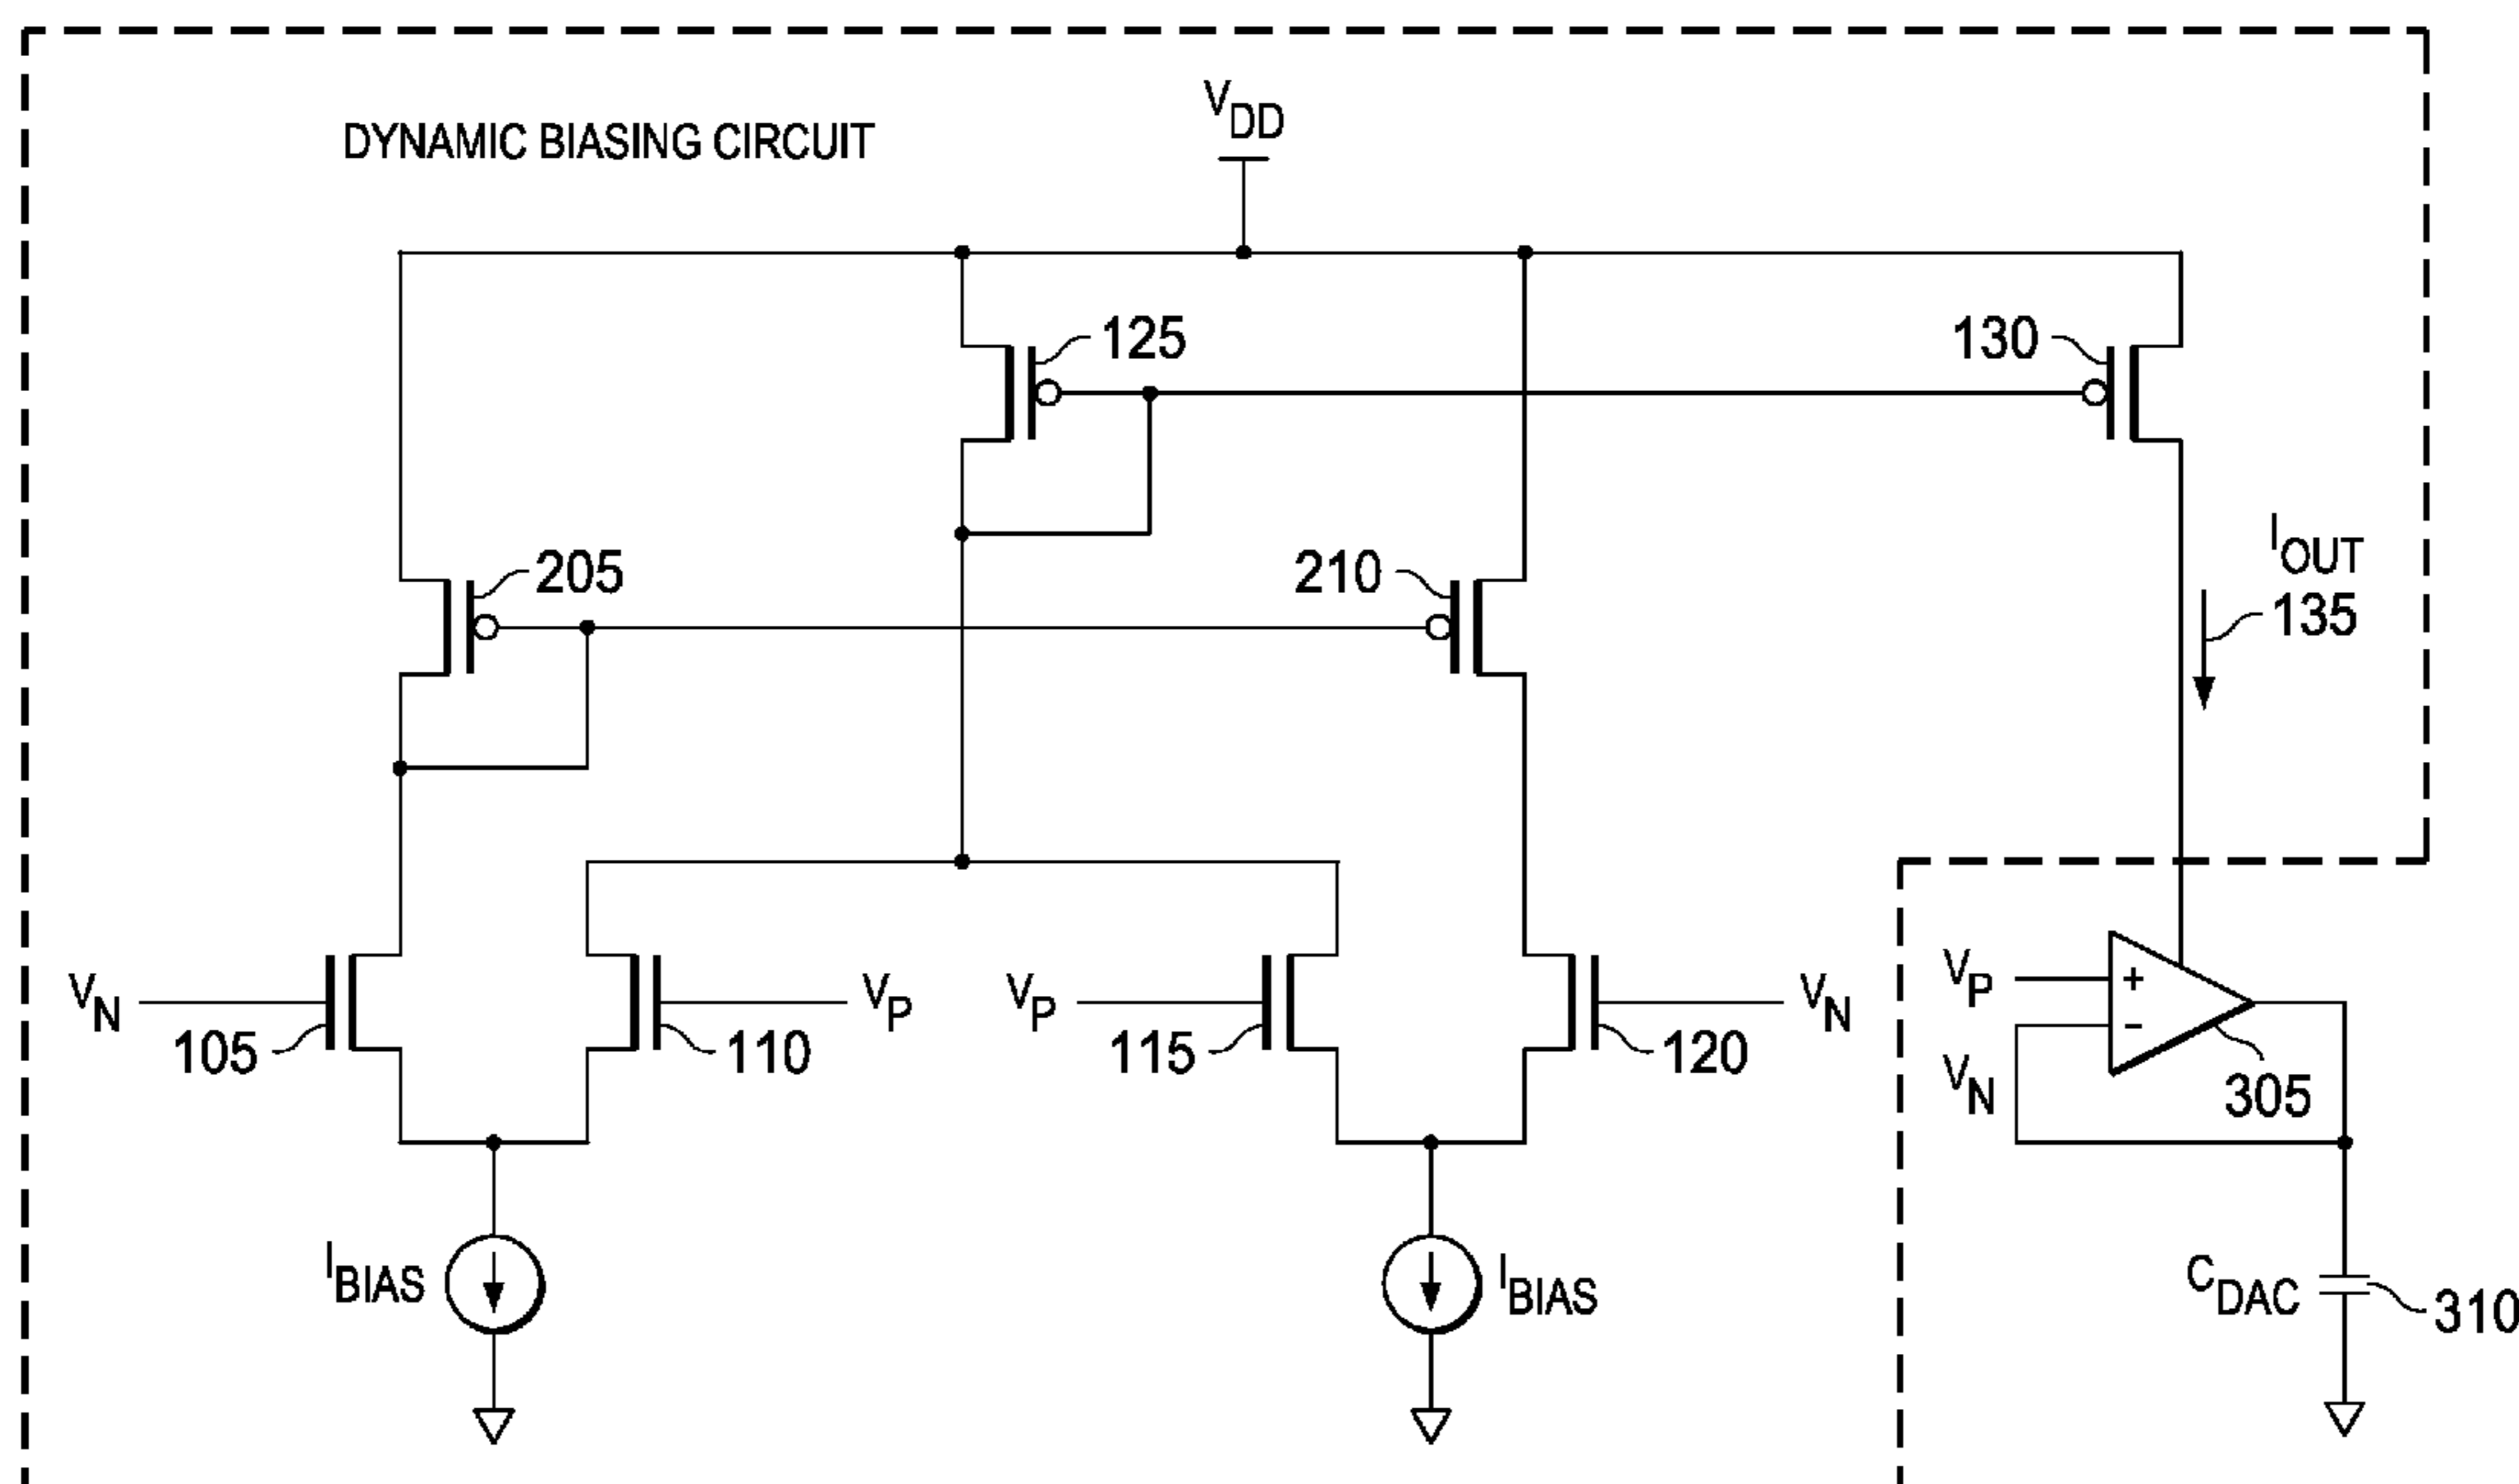 DYNAMIC BIASING CIRCUIT
VDD
125
130
205
210
IOUT
135
VN
105
110
VP
VP
115
120
VN
VP
+
-
VN
305
IBIAS
IBIAS
CDAC
310